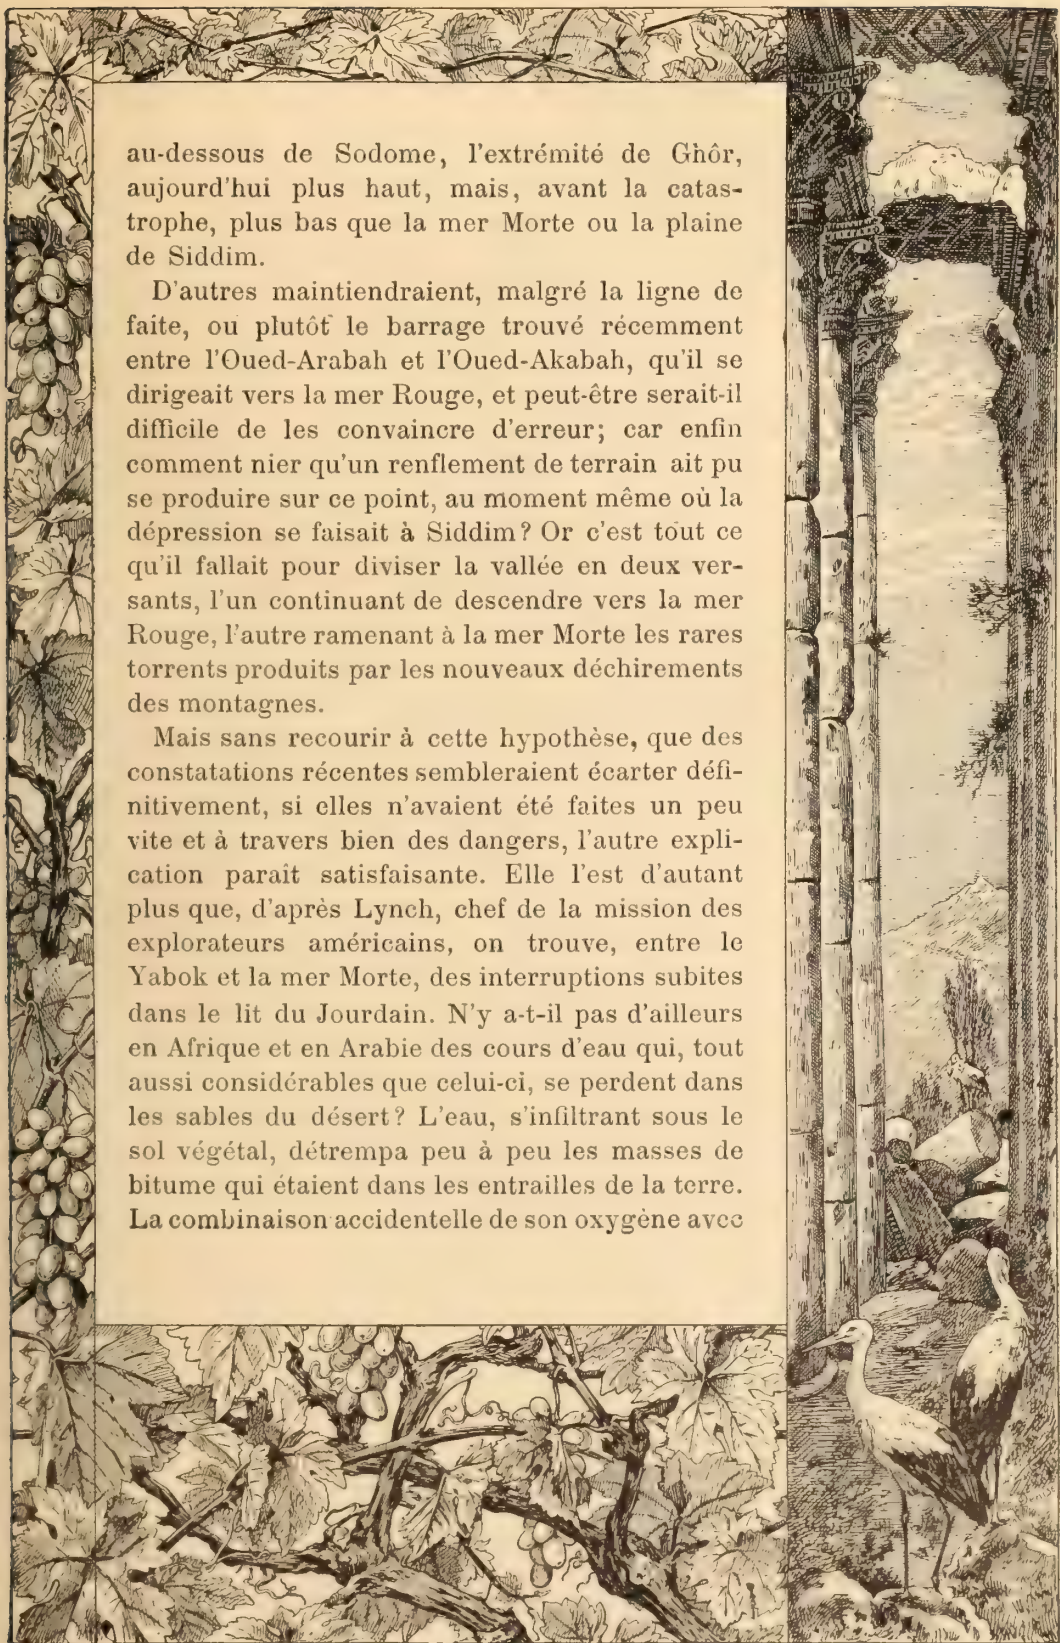 au-dessous de Sodome, l'extrémité de Ghôr,
aujourd'hui plus haut, mais, avant la catas-
trophe, plus bas que la mer Morte ou la plaine
de Siddim.
D'autres maintiendraient, malgré la ligne de
faite, ou plutôt le barrage trouvé récemment
entre l'Oued-Arabah et l'Oued-Akabah, qu'il se
dirigeait vers la mer Rouge, et peut-être serait-il
difficile de les convaincre d'erreur; car enfin
comment nier qu'un renflement de terrain ait pu
se produire sur ce point, au moment même où la
dépression se faisait à Siddim? Or c'est tout ce
qu'il fallait pour diviser la vallée en deux ver-
sants, l'un continuant de descendre vers la mer
Rouge, l'autre ramenant à la mer Morte les rares
torrents produits par les nouveaux déchirements
des montagnes.
Mais sans recourir à cette hypothèse, que des
constatations récentes sembleraient écarter défi-
nitivement, si elles n'avaient été faites un peu
vite et à travers bien des dangers, l'autre expli-
cation paraît satisfaisante. Elle l'est d'autant
plus que, d'après Lynch, chef de la mission des
explorateurs américains, on trouve, entre le
Yabok et la mer Morte, des interruptions subites
dans le lit du Jourdain. N'y a-t-il pas d'ailleurs
en Afrique et en Arabie des cours d'eau qui, tout
aussi considérables que celui-ci, se perdent dans
les sables du désert? L'eau, s'infiltrant sous le
sol végétal, détrempa peu à peu les masses de
bitume qui étaient dans les entrailles de la terre.
La combinaison accidentelle de son oxygène avec